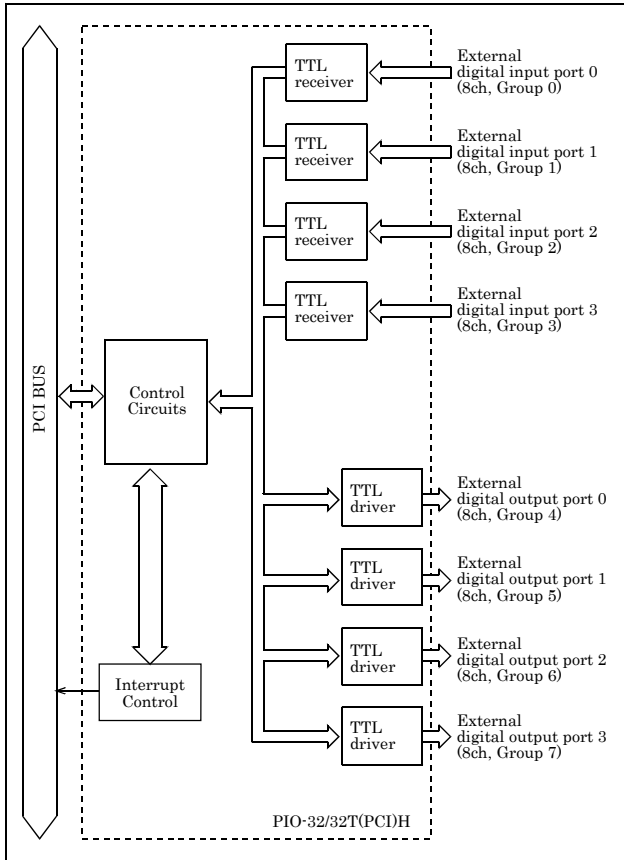 TTL
receiver
External
digital input port 0
(8ch, Group 0)
TTL
receiver
External
digital input port 1
(8ch, Group 1)
TTL
receiver
External
digital input port 2
(8ch, Group 2)
TTL
receiver
External
digital input port 3
(8ch, Group 3)
PCI BUS
Control
Circuits
TTL
driver
External
digital output port 0
(8ch, Group 4)
TTL
driver
External
digital output port 1
(8ch, Group 5)
TTL
driver
External
digital output port 2
(8ch, Group 6)
Interrupt
Control
TTL
driver
External
digital output port 3
(8ch, Group 7)
PIO-32/32T(PCI)H